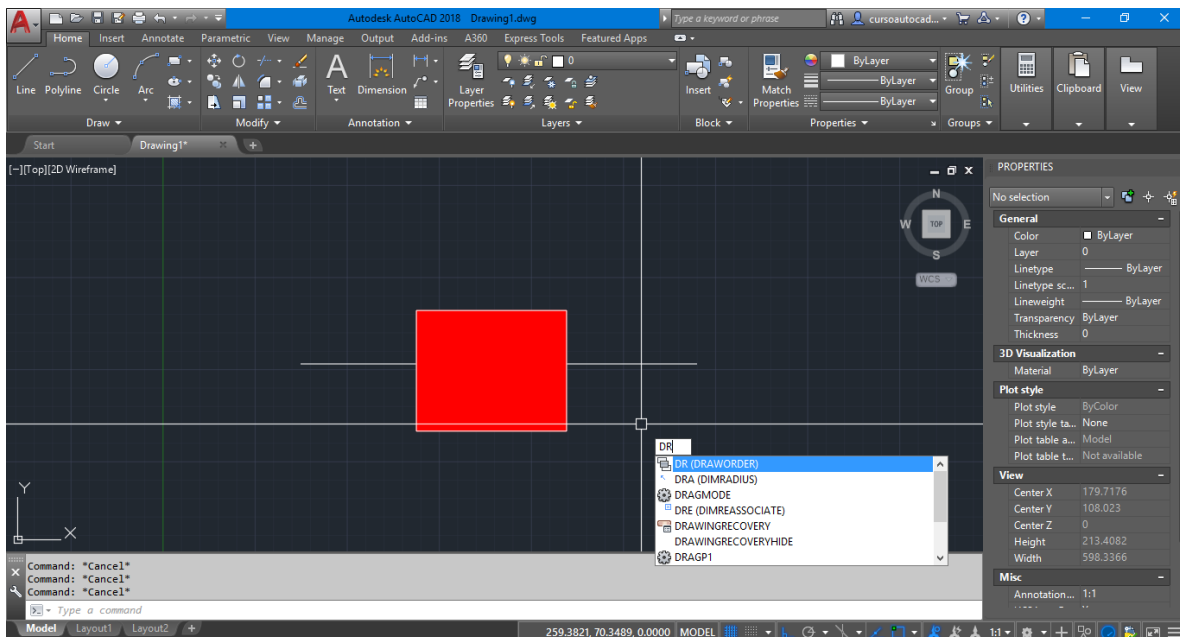 Autodesk AutoCAD 2018 Drawing1.dwg
Type a keyword or phrase
cursoautocad...
Home Insert Annotate Parametric View Manage Output Add-ins A360 Express Tools Featured Apps
0
ByLayer
ByLayer
ByLayer
Line Polyline Circle Arc
Text Dimension
Layer
Properties
Insert
Match
Properties
Group
Utilities Clipboard View
Draw Modify Annotation Layers Block Properties Groups
Start Drawing1* +
[−][Top][2D Wireframe]
N
W TOP E
S
WCS
DR
DR (DRAWORDER)
DRA (DIMRADIUS)
DRAGMODE
DRE (DIMREASSOCIATE)
DRAWINGRECOVERY
DRAWINGRECOVERYHIDE
DRAGP1
Y
X
PROPERTIES
No selection
General
Color ByLayer
Layer 0
Linetype ByLayer
Linetype sc... 1
Lineweight ByLayer
Transparency ByLayer
Thickness 0
3D Visualization
Material ByLayer
Plot style
Plot style ByColor
Plot style ta... None
Plot table a... Model
Plot table t... Not available
View
Center X 179.7176
Center Y 108.023
Center Z 0
Height 213.4082
Width 598.3366
Misc
Annotation... 1:1
Command: *Cancel*
Command: *Cancel*
Command: *Cancel*
Type a command
Model Layout1 Layout2 +
259.3821, 70.3489, 0.0000 MODEL 1:1